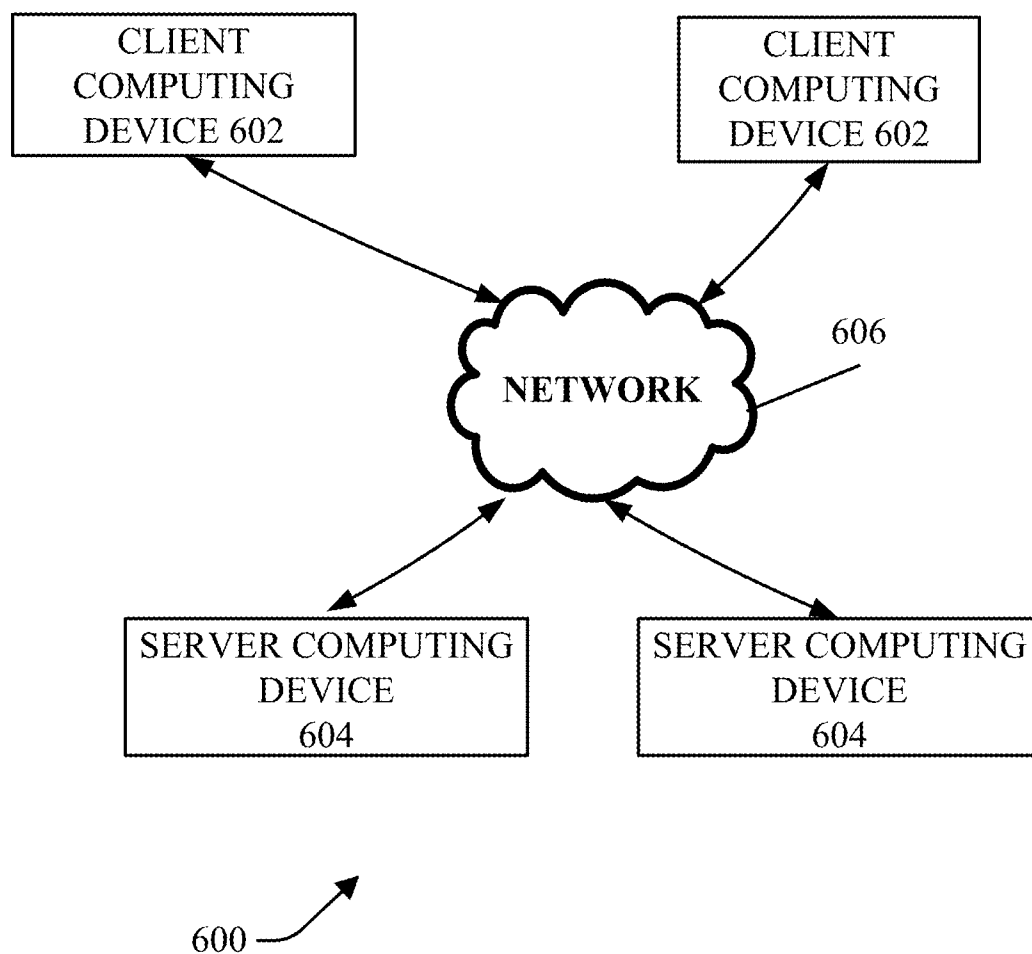 CLIENT
COMPUTING
DEVICE 602
CLIENT
COMPUTING
DEVICE 602
606
NETWORK
SERVER COMPUTING
DEVICE
604
SERVER COMPUTING
DEVICE
604
600